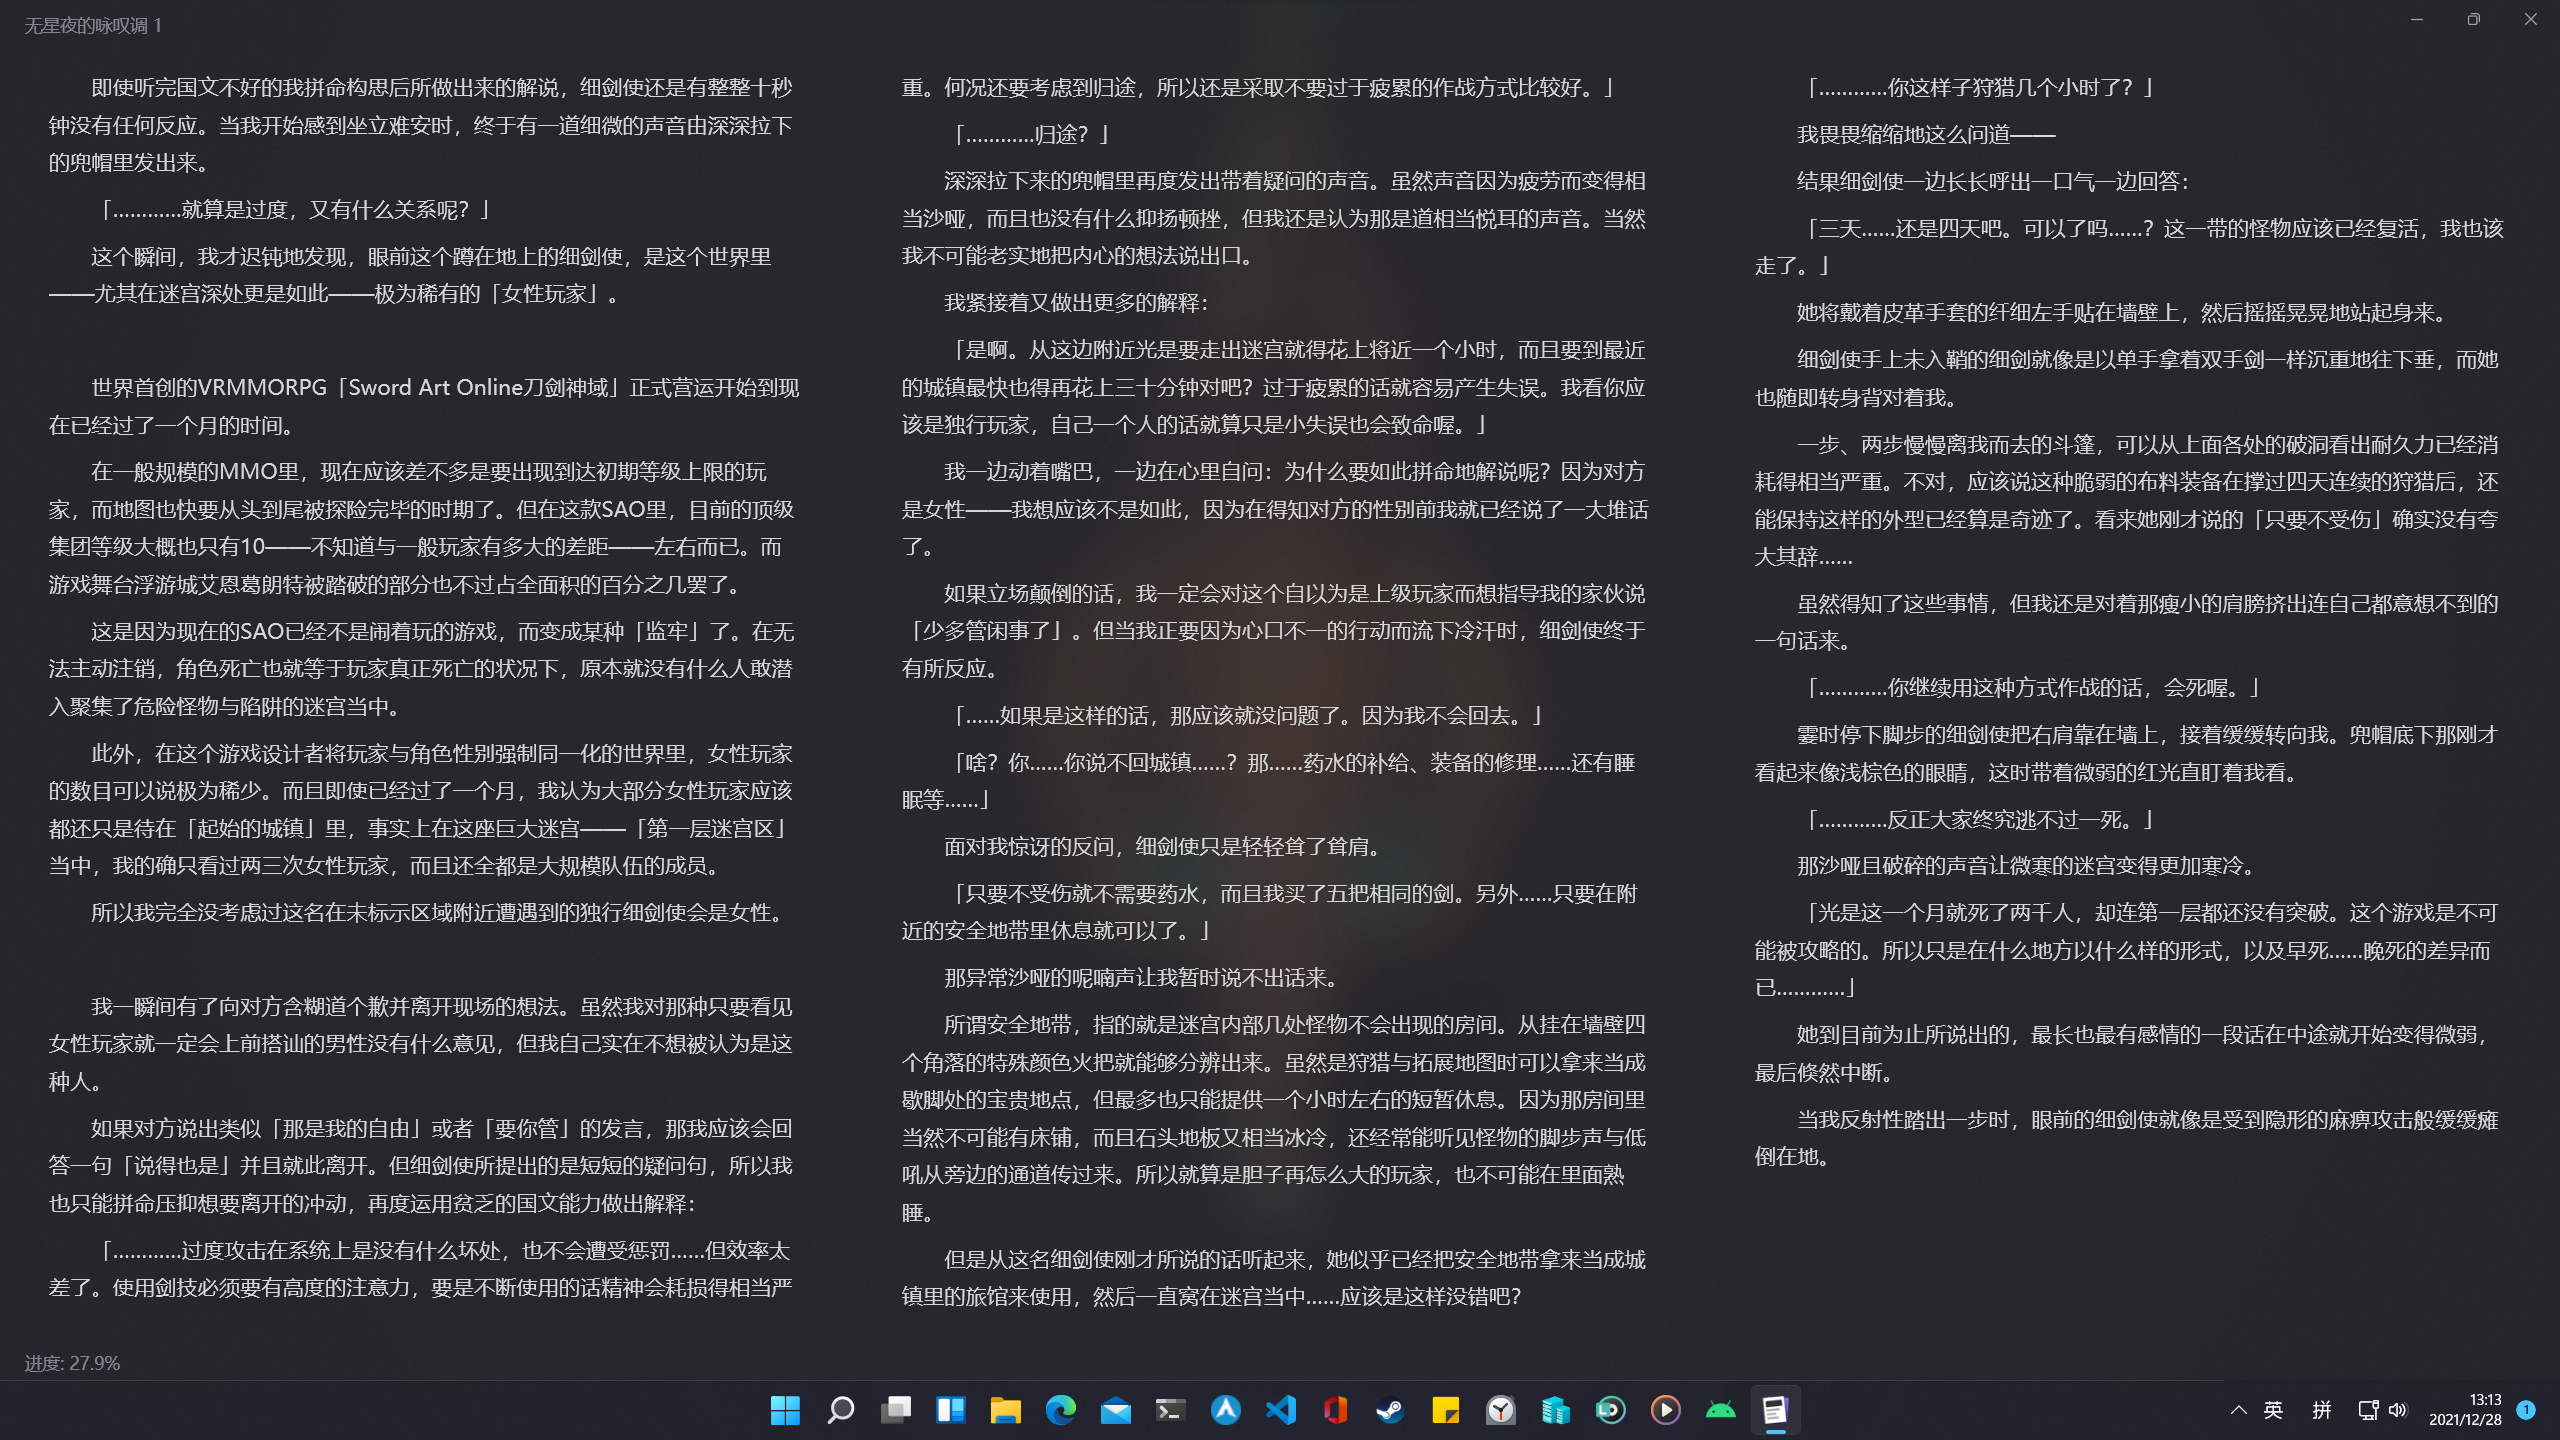 无星夜的咏叹调 1
即使听完国文不好的我拼命构思后所做出来的解说，细剑使还是有整整十秒
钟没有任何反应。当我开始感到坐立难安时，终于有一道细微的声音由深深拉下
的兜帽里发出来。
「…………就算是过度，又有什么关系呢？」
这个瞬间，我才迟钝地发现，眼前这个蹲在地上的细剑使，是这个世界里
——尤其在迷宫深处更是如此——极为稀有的「女性玩家」。
世界首创的VRMMORPG「Sword Art Online刀剑神域」正式营运开始到现
在已经过了一个月的时间。
在一般规模的MMO里，现在应该差不多是要出现到达初期等级上限的玩
家，而地图也快要从头到尾被探险完毕的时期了。但在这款SAO里，目前的顶级
集团等级大概也只有10——不知道与一般玩家有多大的差距——左右而已。而
游戏舞台浮游城艾恩葛朗特被踏破的部分也不过占全面积的百分之几罢了。
这是因为现在的SAO已经不是闹着玩的游戏，而变成某种「监牢」了。在无
法主动注销，角色死亡也就等于玩家真正死亡的状况下，原本就没有什么人敢潜
入聚集了危险怪物与陷阱的迷宫当中。
此外，在这个游戏设计者将玩家与角色性别强制同一化的世界里，女性玩家
的数目可以说极为稀少。而且即使已经过了一个月，我认为大部分女性玩家应该
都还只是待在「起始的城镇」里，事实上在这座巨大迷宫——「第一层迷宫区」
当中，我的确只看过两三次女性玩家，而且还全都是大规模队伍的成员。
所以我完全没考虑过这名在未标示区域附近遭遇到的独行细剑使会是女性。
我一瞬间有了向对方含糊道个歉并离开现场的想法。虽然我对那种只要看见
女性玩家就一定会上前搭讪的男性没有什么意见，但我自己实在不想被认为是这
种人。
如果对方说出类似「那是我的自由」或者「要你管」的发言，那我应该会回
答一句「说得也是」并且就此离开。但细剑使所提出的是短短的疑问句，所以我
也只能拼命压抑想要离开的冲动，再度运用贫乏的国文能力做出解释：
「…………过度攻击在系统上是没有什么坏处，也不会遭受惩罚……但效率太
差了。使用剑技必须要有高度的注意力，要是不断使用的话精神会耗损得相当严
重。何况还要考虑到归途，所以还是采取不要过于疲累的作战方式比较好。」
「…………归途？」
深深拉下来的兜帽里再度发出带着疑问的声音。虽然声音因为疲劳而变得相
当沙哑，而且也没有什么抑扬顿挫，但我还是认为那是道相当悦耳的声音。当然
我不可能老实地把内心的想法说出口。
我紧接着又做出更多的解释：
「是啊。从这边附近光是要走出迷宫就得花上将近一个小时，而且要到最近
的城镇最快也得再花上三十分钟对吧？过于疲累的话就容易产生失误。我看你应
该是独行玩家，自己一个人的话就算只是小失误也会致命喔。」
我一边动着嘴巴，一边在心里自问：为什么要如此拼命地解说呢？因为对方
是女性——我想应该不是如此，因为在得知对方的性别前我就已经说了一大堆话
了。
如果立场颠倒的话，我一定会对这个自以为是上级玩家而想指导我的家伙说
「少多管闲事了」。但当我正要因为心口不一的行动而流下冷汗时，细剑使终于
有所反应。
「……如果是这样的话，那应该就没问题了。因为我不会回去。」
「啥？你……你说不回城镇……？那……药水的补给、装备的修理……还有睡
眠等……」
面对我惊讶的反问，细剑使只是轻轻耸了耸肩。
「只要不受伤就不需要药水，而且我买了五把相同的剑。另外……只要在附
近的安全地带里休息就可以了。」
那异常沙哑的呢喃声让我暂时说不出话来。
所谓安全地带，指的就是迷宫内部几处怪物不会出现的房间。从挂在墙壁四
个角落的特殊颜色火把就能够分辨出来。虽然是狩猎与拓展地图时可以拿来当成
歇脚处的宝贵地点，但最多也只能提供一个小时左右的短暂休息。因为那房间里
当然不可能有床铺，而且石头地板又相当冰冷，还经常能听见怪物的脚步声与低
吼从旁边的通道传过来。所以就算是胆子再怎么大的玩家，也不可能在里面熟
睡。
但是从这名细剑使刚才所说的话听起来，她似乎已经把安全地带拿来当成城
镇里的旅馆来使用，然后一直窝在迷宫当中……应该是这样没错吧？
「…………你这样子狩猎几个小时了？」
我畏畏缩缩地这么问道——
结果细剑使一边长长呼出一口气一边回答：
「三天……还是四天吧。可以了吗……？这一带的怪物应该已经复活，我也该
走了。」
她将戴着皮革手套的纤细左手贴在墙壁上，然后摇摇晃晃地站起身来。
细剑使手上未入鞘的细剑就像是以单手拿着双手剑一样沉重地往下垂，而她
也随即转身背对着我。
一步、两步慢慢离我而去的斗篷，可以从上面各处的破洞看出耐久力已经消
耗得相当严重。不对，应该说这种脆弱的布料装备在撑过四天连续的狩猎后，还
能保持这样的外型已经算是奇迹了。看来她刚才说的「只要不受伤」确实没有夸
大其辞……
虽然得知了这些事情，但我还是对着那瘦小的肩膀挤出连自己都意想不到的
一句话来。
「…………你继续用这种方式作战的话，会死喔。」
霎时停下脚步的细剑使把右肩靠在墙上，接着缓缓转向我。兜帽底下那刚才
看起来像浅棕色的眼睛，这时带着微弱的红光直盯着我看。
「…………反正大家终究逃不过一死。」
那沙哑且破碎的声音让微寒的迷宫变得更加寒冷。
「光是这一个月就死了两千人，却连第一层都还没有突破。这个游戏是不可
能被攻略的。所以只是在什么地方以什么样的形式，以及早死……晚死的差异而
已…………」
她到目前为止所说出的，最长也最有感情的一段话在中途就开始变得微弱，
最后倏然中断。
当我反射性踏出一步时，眼前的细剑使就像是受到隐形的麻痹攻击般缓缓瘫
倒在地。
进度: 27.9%
英 拼 13:13
2021/12/28
1